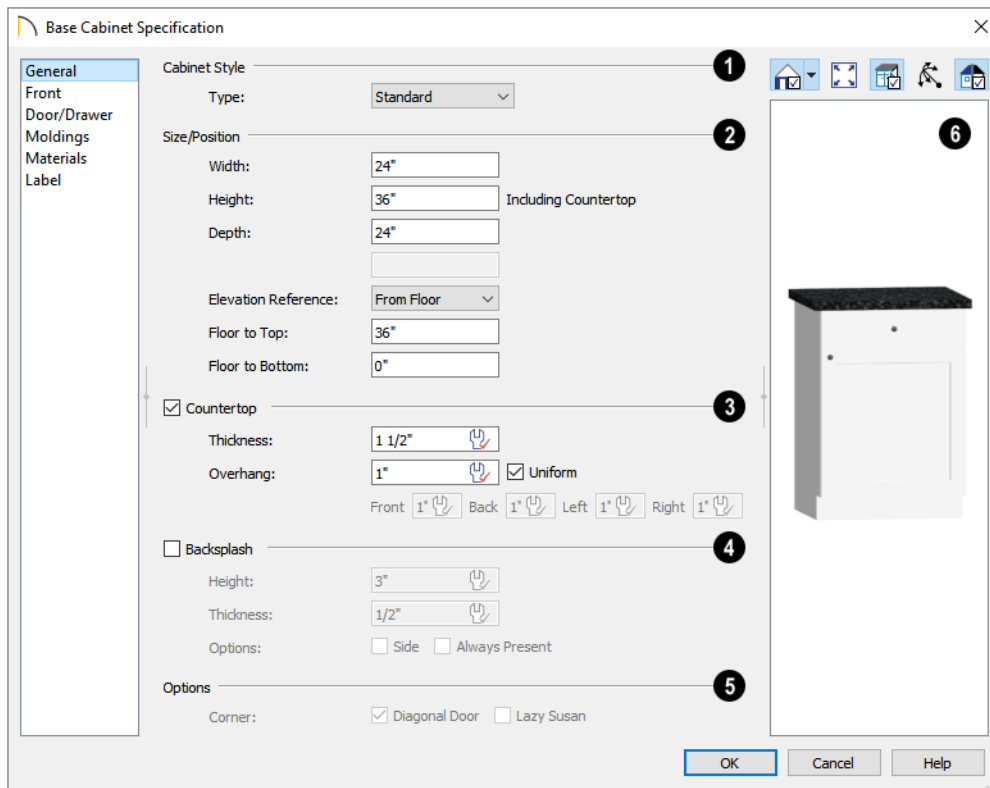 Base Cabinet Specification
General
Front
Door/Drawer
Moldings
Materials
Label
Cabinet Style 1
Type: Standard
Size/Position 2
Width: 24"
Height: 36" Including Countertop
Depth: 24"
Elevation Reference: From Floor
Floor to Top: 36"
Floor to Bottom: 0"
Countertop 3
Thickness: 1 1/2"
Overhang: 1" Uniform
Front 1" Back 1" Left 1" Right 1"
Backsplash 4
Height: 3"
Thickness: 1/2"
Options: Side Always Present
Options 5
Corner: Diagonal Door Lazy Susan
6
OK Cancel Help